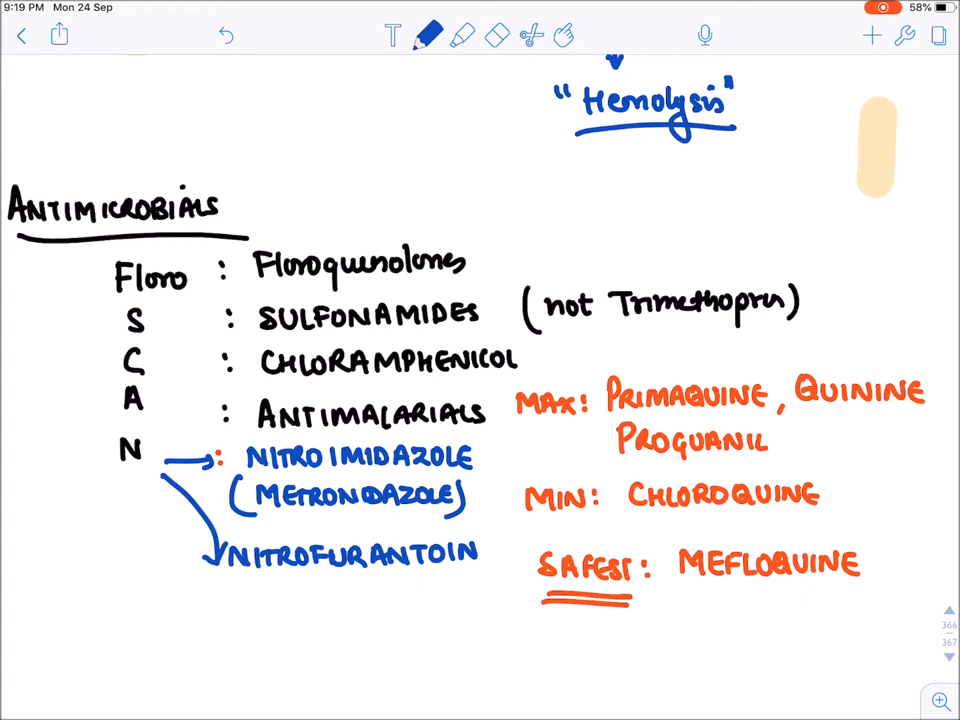 9:19 PM Mon 24 Sep
58%
T
"Hemolysis"
ANTIMICROBIALS
Floro : Floroquinolones
S : SULFONAMIDES (not Trimethoprim)
C : CHLORAMPHENICOL
A : ANTIMALARIALS MAX: PRIMAQUINE, QUININE
PROGUANIL
N : NITROIMIDAZOLE
(METRONIDAZOLE) MIN: CHLOROQUINE
NITROFURANTOIN SAFEST: MEFLOQUINE
366
367